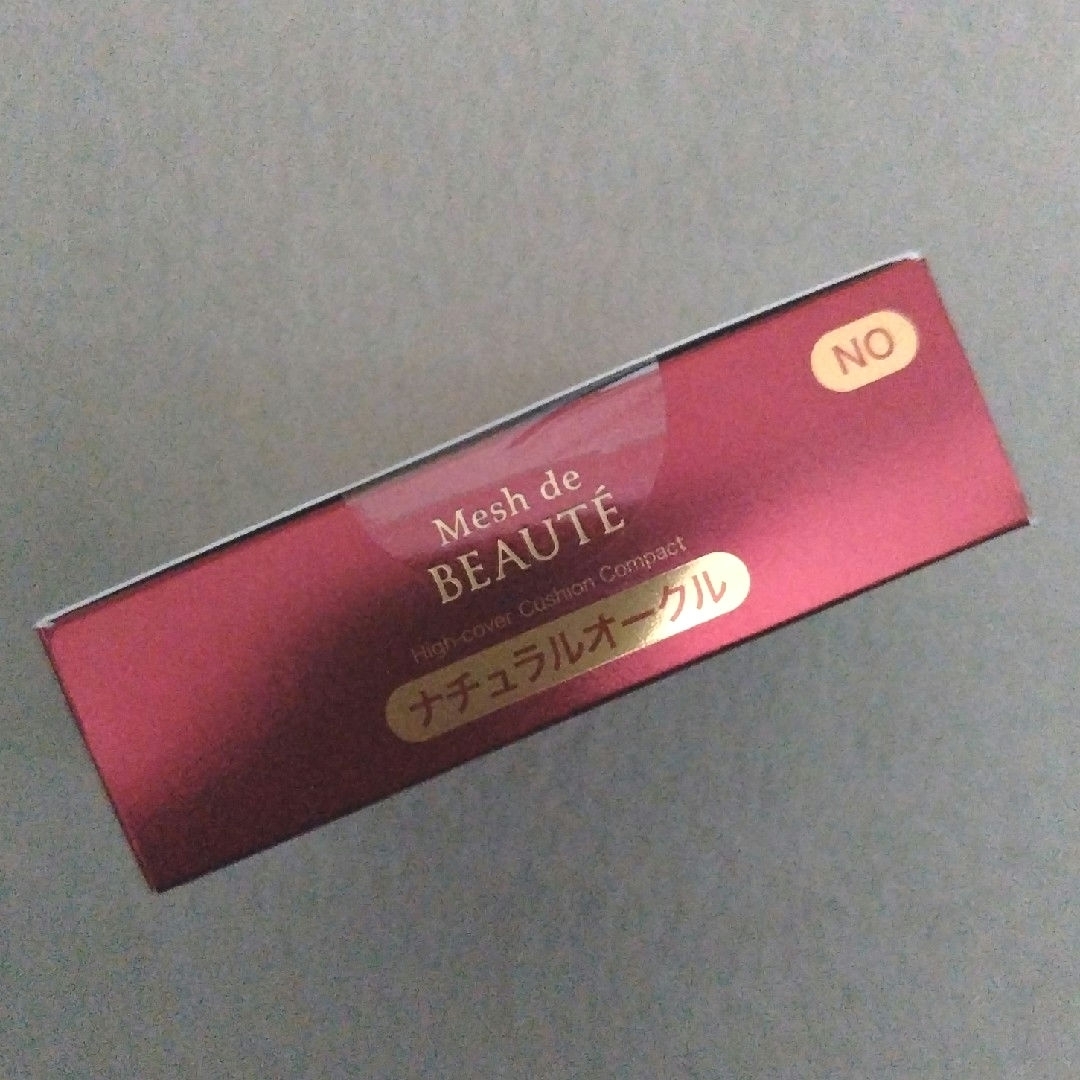 NO
Mesh de
BEAUTÉ
High-cover Cushion Compact
ナチュラルオークル